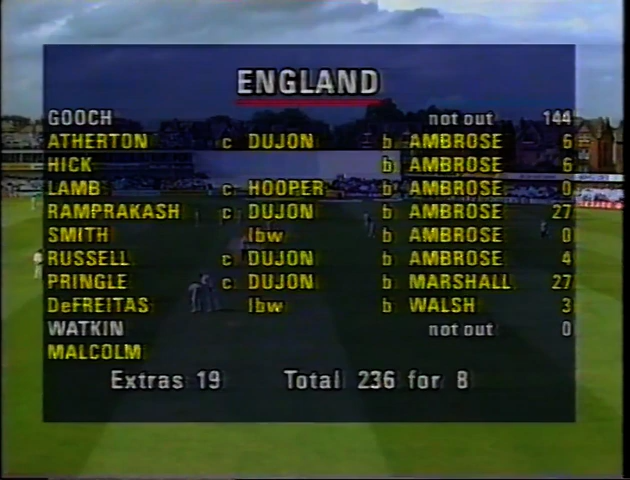 ENGLAND
GOOCH not out 144
ATHERTON c DUJON b AMBROSE 6
HICK b AMBROSE 6
LAMB c HOOPER b AMBROSE 0
RAMPRAKASH c DUJON b AMBROSE 27
SMITH lbw b AMBROSE 0
RUSSELL c DUJON b AMBROSE 4
PRINGLE c DUJON b MARSHALL 27
DeFREITAS lbw b WALSH 3
WATKIN not out 0
MALCOLM
Extras 19 Total 236 for 8